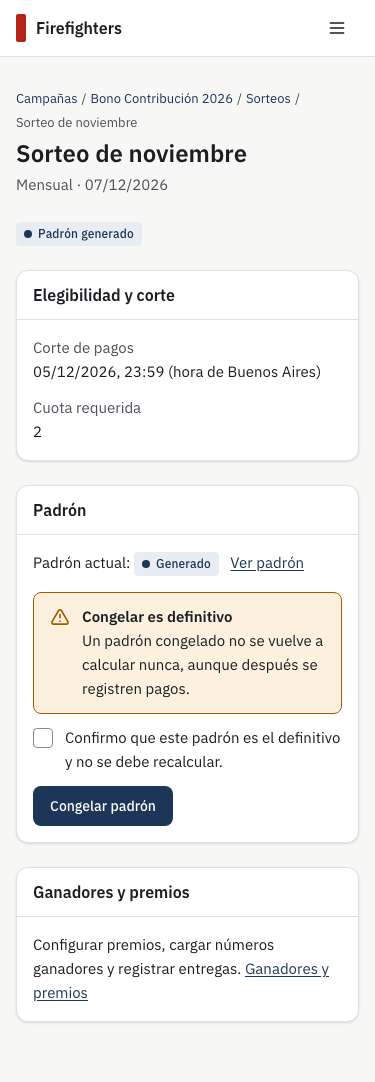 Firefighters
Campañas / Bono Contribución 2026 / Sorteos /
Sorteo de noviembre
Sorteo de noviembre
Mensual · 07/12/2026
Padrón generado
Elegibilidad y corte
Corte de pagos
05/12/2026, 23:59 (hora de Buenos Aires)
Cuota requerida
2
Padrón
Padrón actual: Generado Ver padrón
Congelar es definitivo
Un padrón congelado no se vuelve a
calcular nunca, aunque después se
registren pagos.
Confirmo que este padrón es el definitivo
y no se debe recalcular.
Congelar padrón
Ganadores y premios
Configurar premios, cargar números
ganadores y registrar entregas. Ganadores y
premios